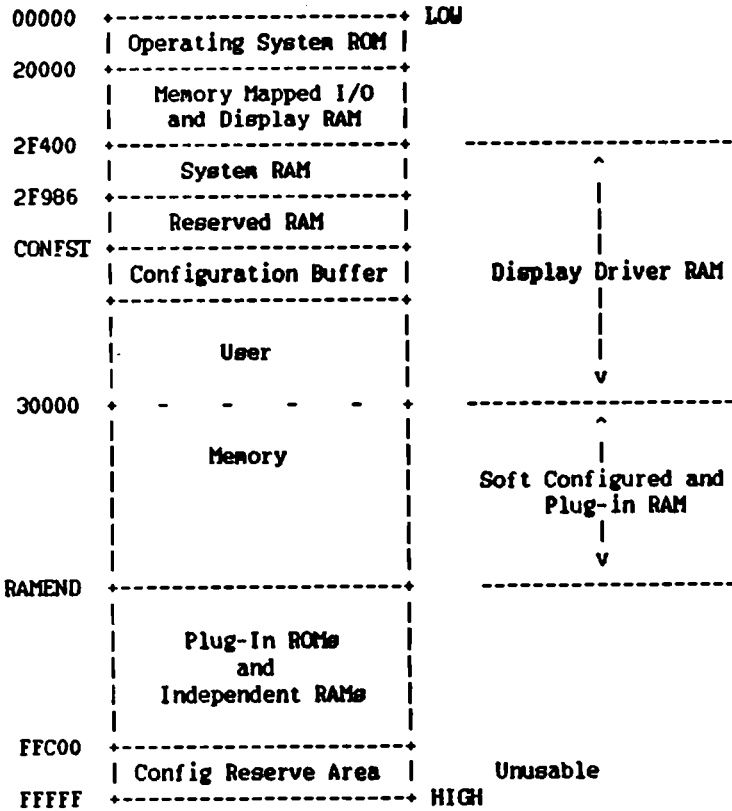 00000 +-----------------+ LOW
| Operating System ROM |
20000 +-----------------+
| Memory Mapped I/O |
and Display RAM
2F400 +-----------------+ -----------------
| System RAM |
2F986 +-----------------+
| Reserved RAM |
CONFST +-----------------+
| Configuration Buffer | Display Driver RAM
+-----------------+
User
30000 + - - - - + -----------------
Memory
Soft Configured and
Plug-in RAM
RAMEND +-----------------+ -----------------
Plug-In ROMs
and
Independent RAMs
FFC00 +-----------------+
| Config Reserve Area | Unusable
FFFFF +-----------------+ HIGH